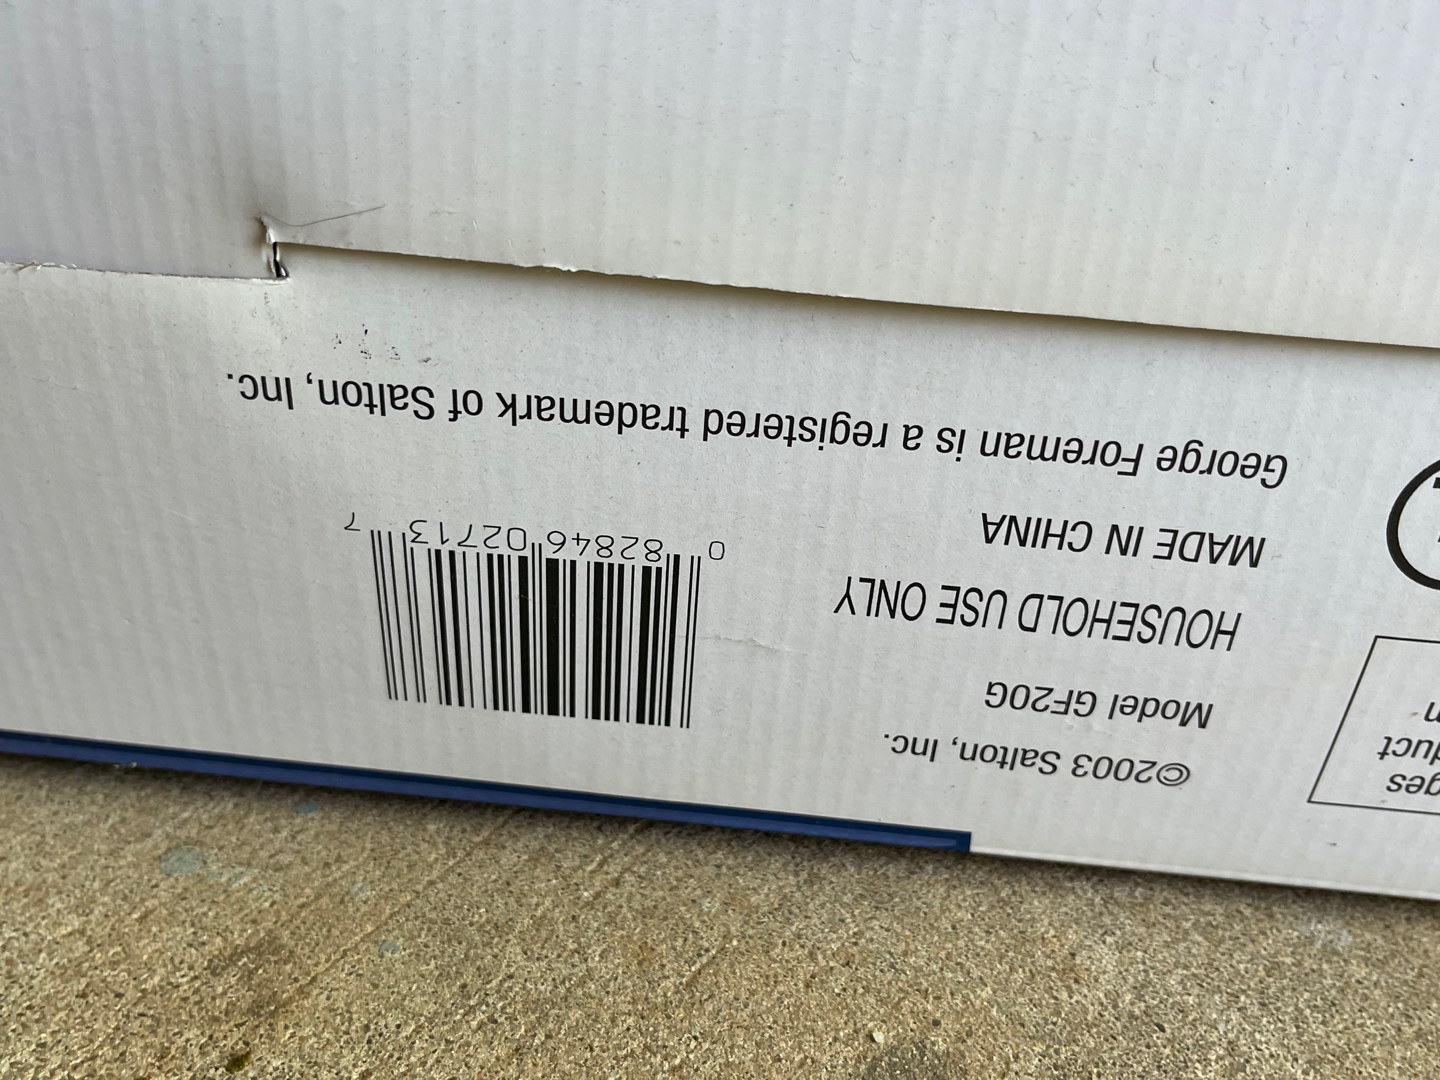 ©2003 Salton, Inc.
Model GF20G
HOUSEHOLD USE ONLY
MADE IN CHINA
0 82846 02713 7
George Foreman is a registered trademark of Salton, Inc.